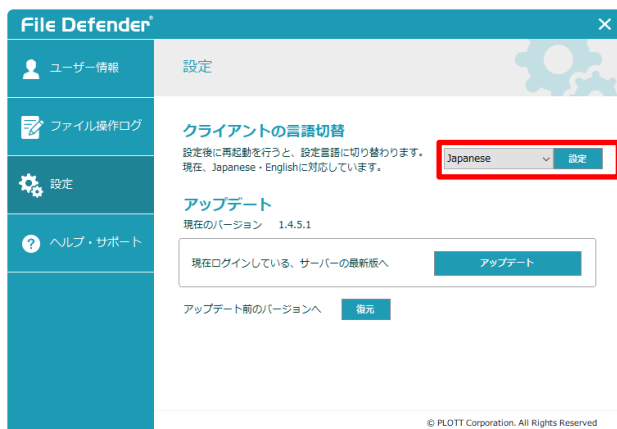 File Defender®
ユーザー情報
ファイル操作ログ
設定
ヘルプ・サポート
設定
クライアントの言語切替
設定後に再起動を行うと、設定言語に切り替わります。
現在、Japanese・Englishに対応しています。
Japanese
設定
アップデート
現在のバージョン 1.4.5.1
現在ログインしている、サーバーの最新版へ
アップデート
アップデート前のバージョンへ
復元
© PLOTT Corporation. All Rights Reserved